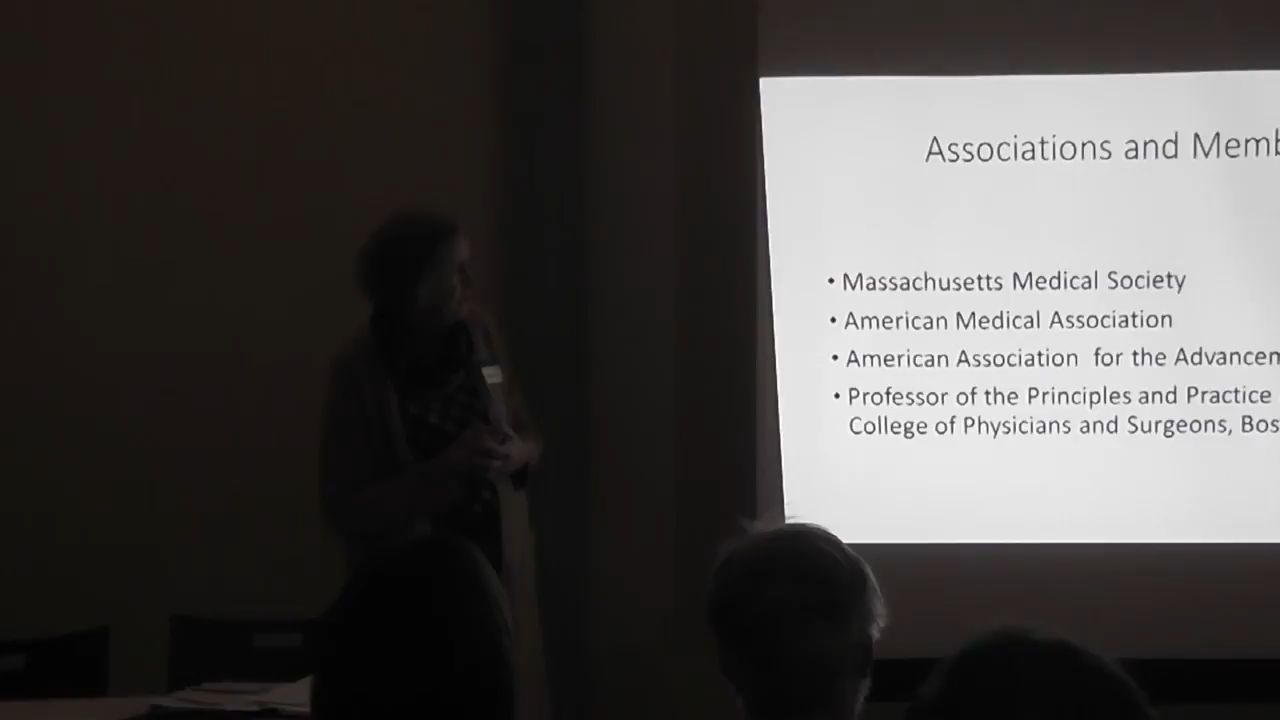 Associations and Memb
• Massachusetts Medical Society
• American Medical Association
• American Association for the Advancem
• Professor of the Principles and Practice
College of Physicians and Surgeons, Bos